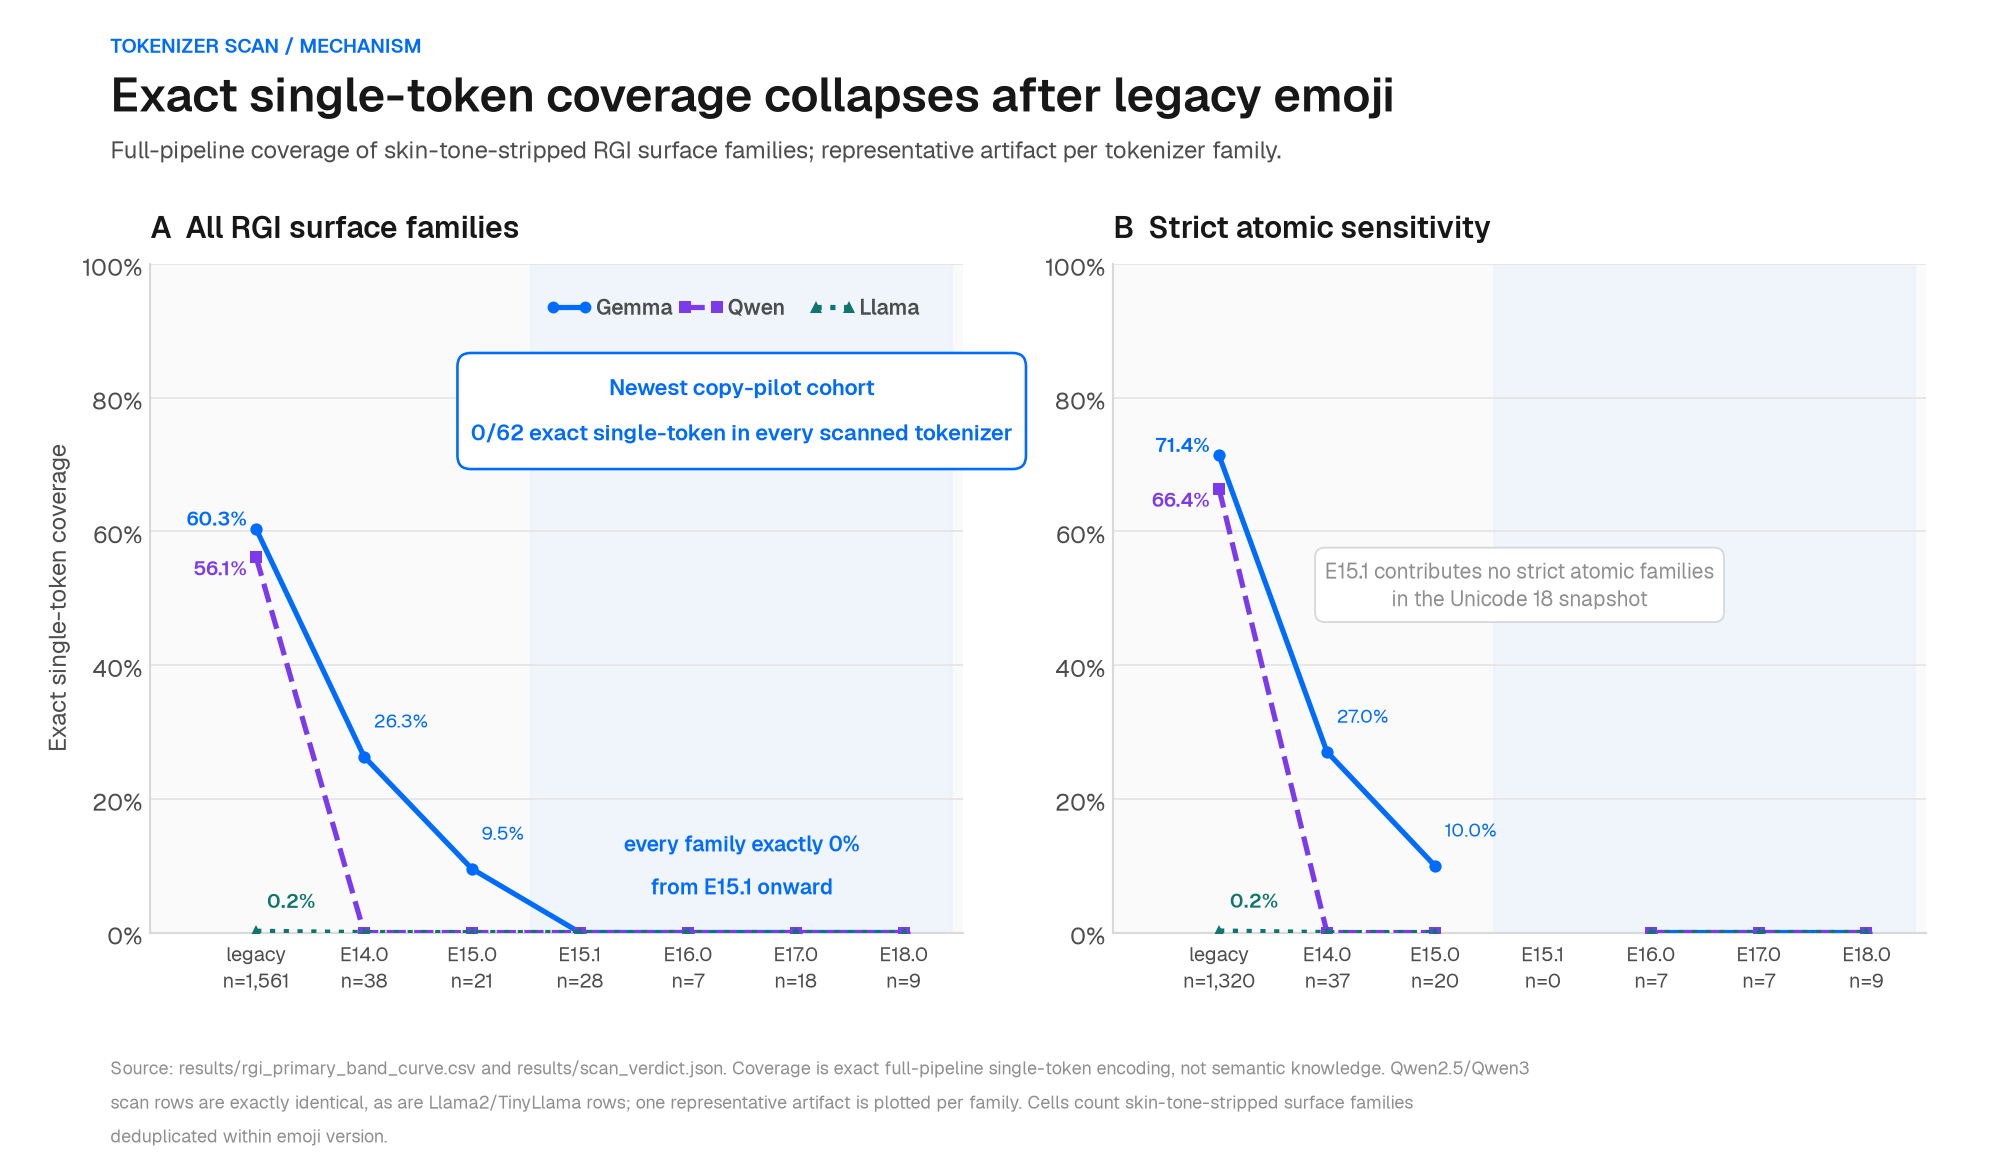 TOKENIZER SCAN / MECHANISM
Exact single-token coverage collapses after legacy emoji
Full-pipeline coverage of skin-tone-stripped RGI surface families; representative artifact per tokenizer family.
A All RGI surface families
100%
80%
60%
40%
20%
0%
Exact single-token coverage
Gemma Qwen Llama
Newest copy-pilot cohort
0/62 exact single-token in every scanned tokenizer
60.3%
56.1%
26.3%
9.5%
0.2%
every family exactly 0%
from E15.1 onward
legacy E14.0 E15.0 E15.1 E16.0 E17.0 E18.0
n=1,561 n=38 n=21 n=28 n=7 n=18 n=9
B Strict atomic sensitivity
100%
80%
60%
40%
20%
0%
71.4%
66.4%
E15.1 contributes no strict atomic families
in the Unicode 18 snapshot
27.0%
10.0%
0.2%
legacy E14.0 E15.0 E15.1 E16.0 E17.0 E18.0
n=1,320 n=37 n=20 n=0 n=7 n=7 n=9
Source: results/rgi_primary_band_curve.csv and results/scan_verdict.json. Coverage is exact full-pipeline single-token encoding, not semantic knowledge. Qwen2.5/Qwen3
scan rows are exactly identical, as are Llama2/TinyLlama rows; one representative artifact is plotted per family. Cells count skin-tone-stripped surface families
deduplicated within emoji version.